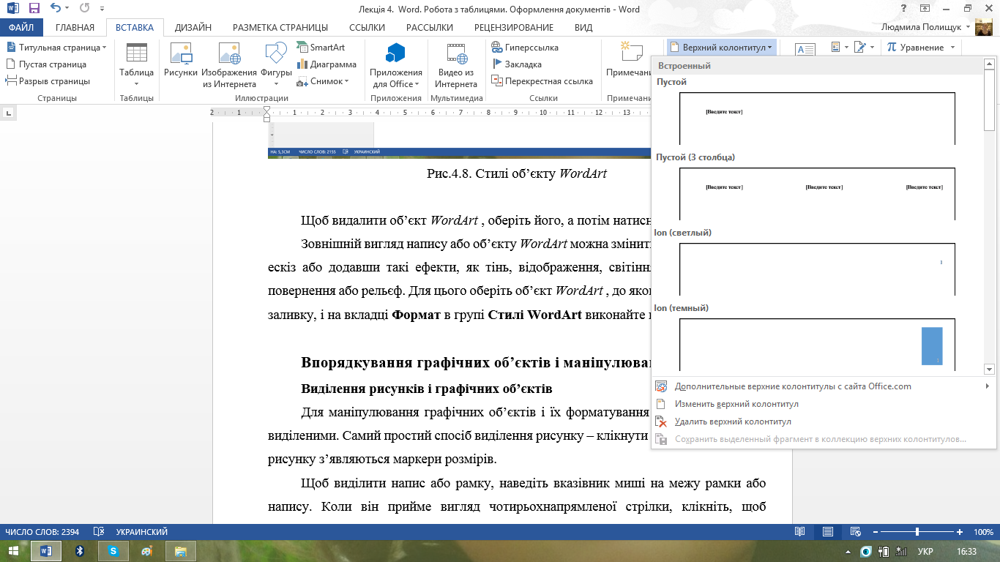 Лекція 4.  Word. Робота з таблицями. Оформлення документів - Word
ФАЙЛ ГЛАВНАЯ ВСТАВКА ДИЗАЙН РАЗМЕТКА СТРАНИЦЫ ССЫЛКИ РАССЫЛКИ РЕЦЕНЗИРОВАНИЕ ВИД Людмила Полищук
Титульная страница
Пустая страница
Разрыв страницы
Страницы
Таблица
Таблицы
Рисунки
Изображения из Интернета
Фигуры
SmartArt
Диаграмма
Снимок
Иллюстрации
Приложения для Office
Приложения
Видео из Интернета
Мультимедиа
Гиперссылка
Закладка
Перекрестная ссылка
Ссылки
Примечани
Примечани
Верхний колонтитул
A
π Уравнение
2 1 1 2 3 4 5 6 7 8 9 10 11 12 13
НА: 5,3СМ ЧИСЛО СЛОВ: 2155 УКРАИНСКИЙ
Рис.4.8. Стилі об’єкту WordArt
Щоб видалити об’єкт WordArt , оберіть його, а потім натисн
Зовнішній вигляд напису або об’єкту WordArt можна змінити
ескіз або додавши такі ефекти, як тінь, відображення, світіння
повернення або рельєф. Для цього оберіть об’єкт WordArt , до яког
заливку, і на вкладці Формат в групі Стилі WordArt виконайте
Впорядкування графічних об’єктів і маніпулюван
Виділення рисунків і графічних об’єктів
Для маніпулювання графічних об’єктів і їх форматування
виділеними. Самий простий спосіб виділення рисунку – клікнути
рисунку з’являються маркери розмірів.
Щоб виділити напис або рамку, наведіть вказівник миші на межу рамки або
напису. Коли він прийме вигляд чотирьохнапрямленої стрілки, клікніть, щоб
Встроенный
Пустой
[Введите текст]
Пустой (3 столбца)
[Введите текст] [Введите текст] [Введите текст]
Ion (светлый)
1
Ion (темный)
1
Дополнительные верхние колонтитулы с сайта Office.com
Изменить верхний колонтитул
Удалить верхний колонтитул
Сохранить выделенный фрагмент в коллекцию верхних колонтитулов...
ЧИСЛО СЛОВ: 2394 УКРАИНСКИЙ 100%
УКР 16:33